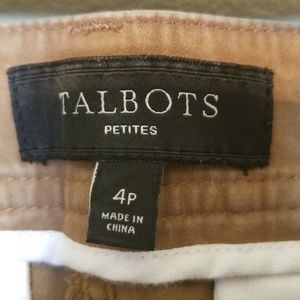 TALBOTS
PETITES
4P
MADE IN
CHINA